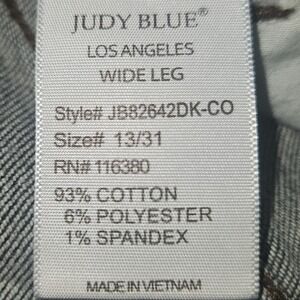 JUDY BLUE®
LOS ANGELES
WIDE LEG
Style# JB82642DK-CO
Size# 13/31
RN# 116380
93% COTTON
6% POLYESTER
1% SPANDEX
MADE IN VIETNAM